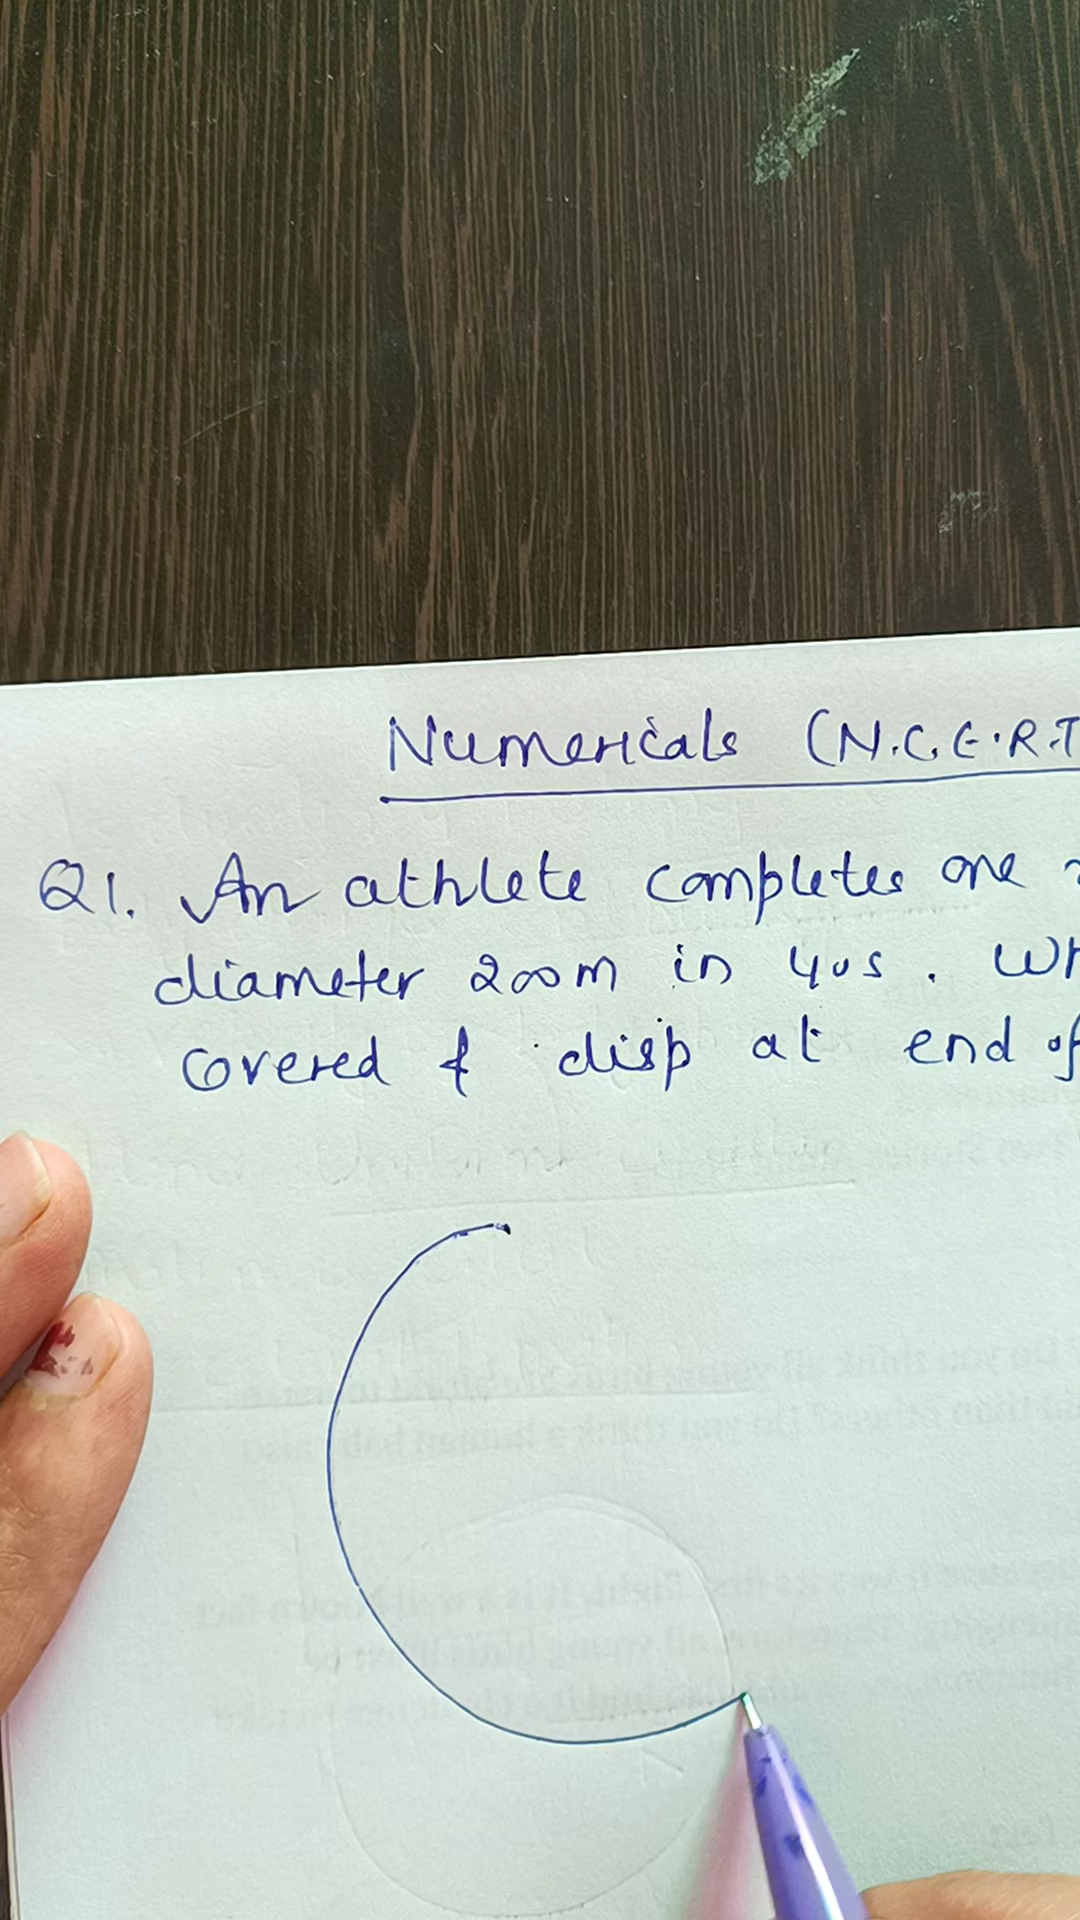 Numericals (N.C.E.R.T
Q1. An athlete completes one
diameter 200m in 40s. Wh
covered & disp at end of